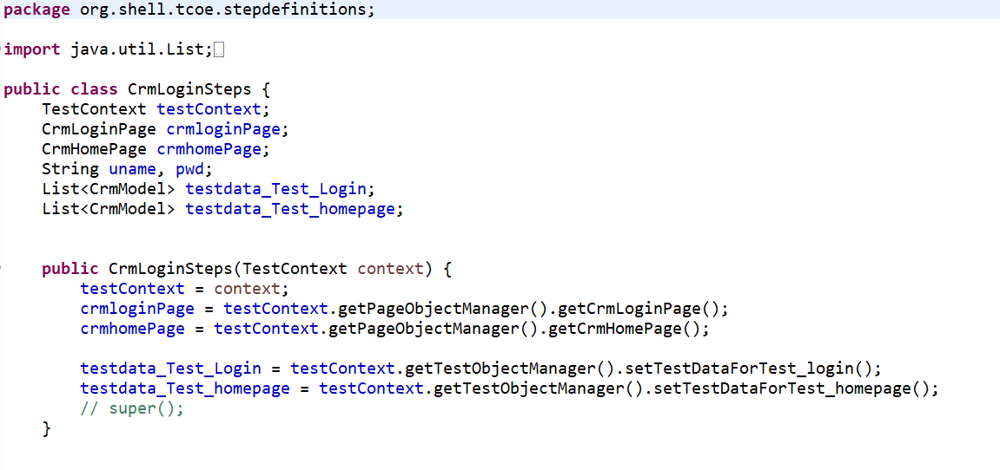 package org.shell.tcoe.stepdefinitions;
import java.util.List;
public class CrmLoginSteps {
TestContext testContext;
CrmLoginPage crmloginPage;
CrmHomePage crmhomePage;
String uname, pwd;
List<CrmModel> testdata_Test_Login;
List<CrmModel> testdata_Test_homepage;
public CrmLoginSteps(TestContext context) {
testContext = context;
crmloginPage = testContext.getPageObjectManager().getCrmLoginPage();
crmhomePage = testContext.getPageObjectManager().getCrmHomePage();
testdata_Test_Login = testContext.getTestObjectManager().setTestDataForTest_login();
testdata_Test_homepage = testContext.getTestObjectManager().setTestDataForTest_homepage();
// super();
}